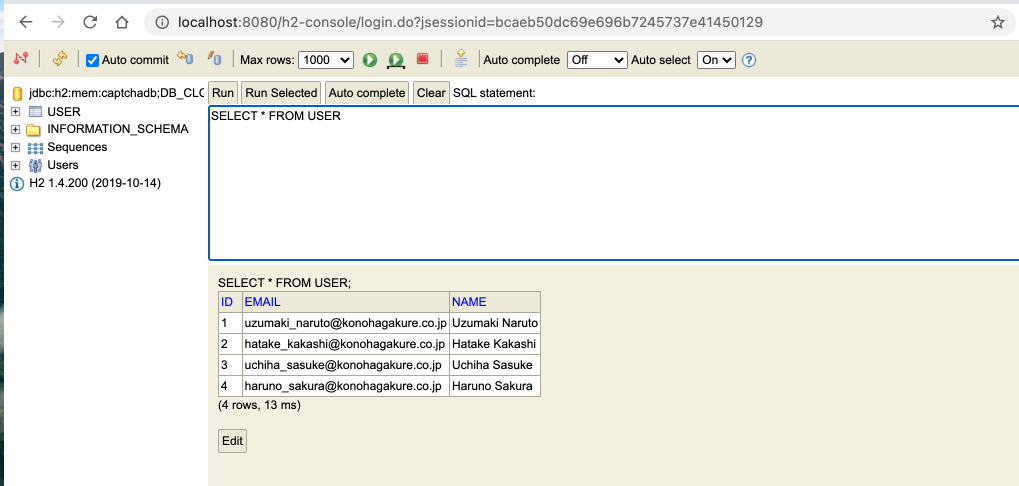 localhost:8080/h2-console/login.do?jsessionid=bcaeb50dc69e696b7245737e41450129
Auto commit Max rows: 1000 Auto complete Off Auto select On ?
jdbc:h2:mem:captchadb;DB_CLO
USER
INFORMATION_SCHEMA
Sequences
Users
H2 1.4.200 (2019-10-14)
Run Run Selected Auto complete Clear SQL statement:
SELECT * FROM USER
SELECT * FROM USER;
ID EMAIL NAME
1 uzumaki_naruto@konohagakure.co.jp Uzumaki Naruto
2 hatake_kakashi@konohagakure.co.jp Hatake Kakashi
3 uchiha_sasuke@konohagakure.co.jp Uchiha Sasuke
4 haruno_sakura@konohagakure.co.jp Haruno Sakura
(4 rows, 13 ms)
Edit